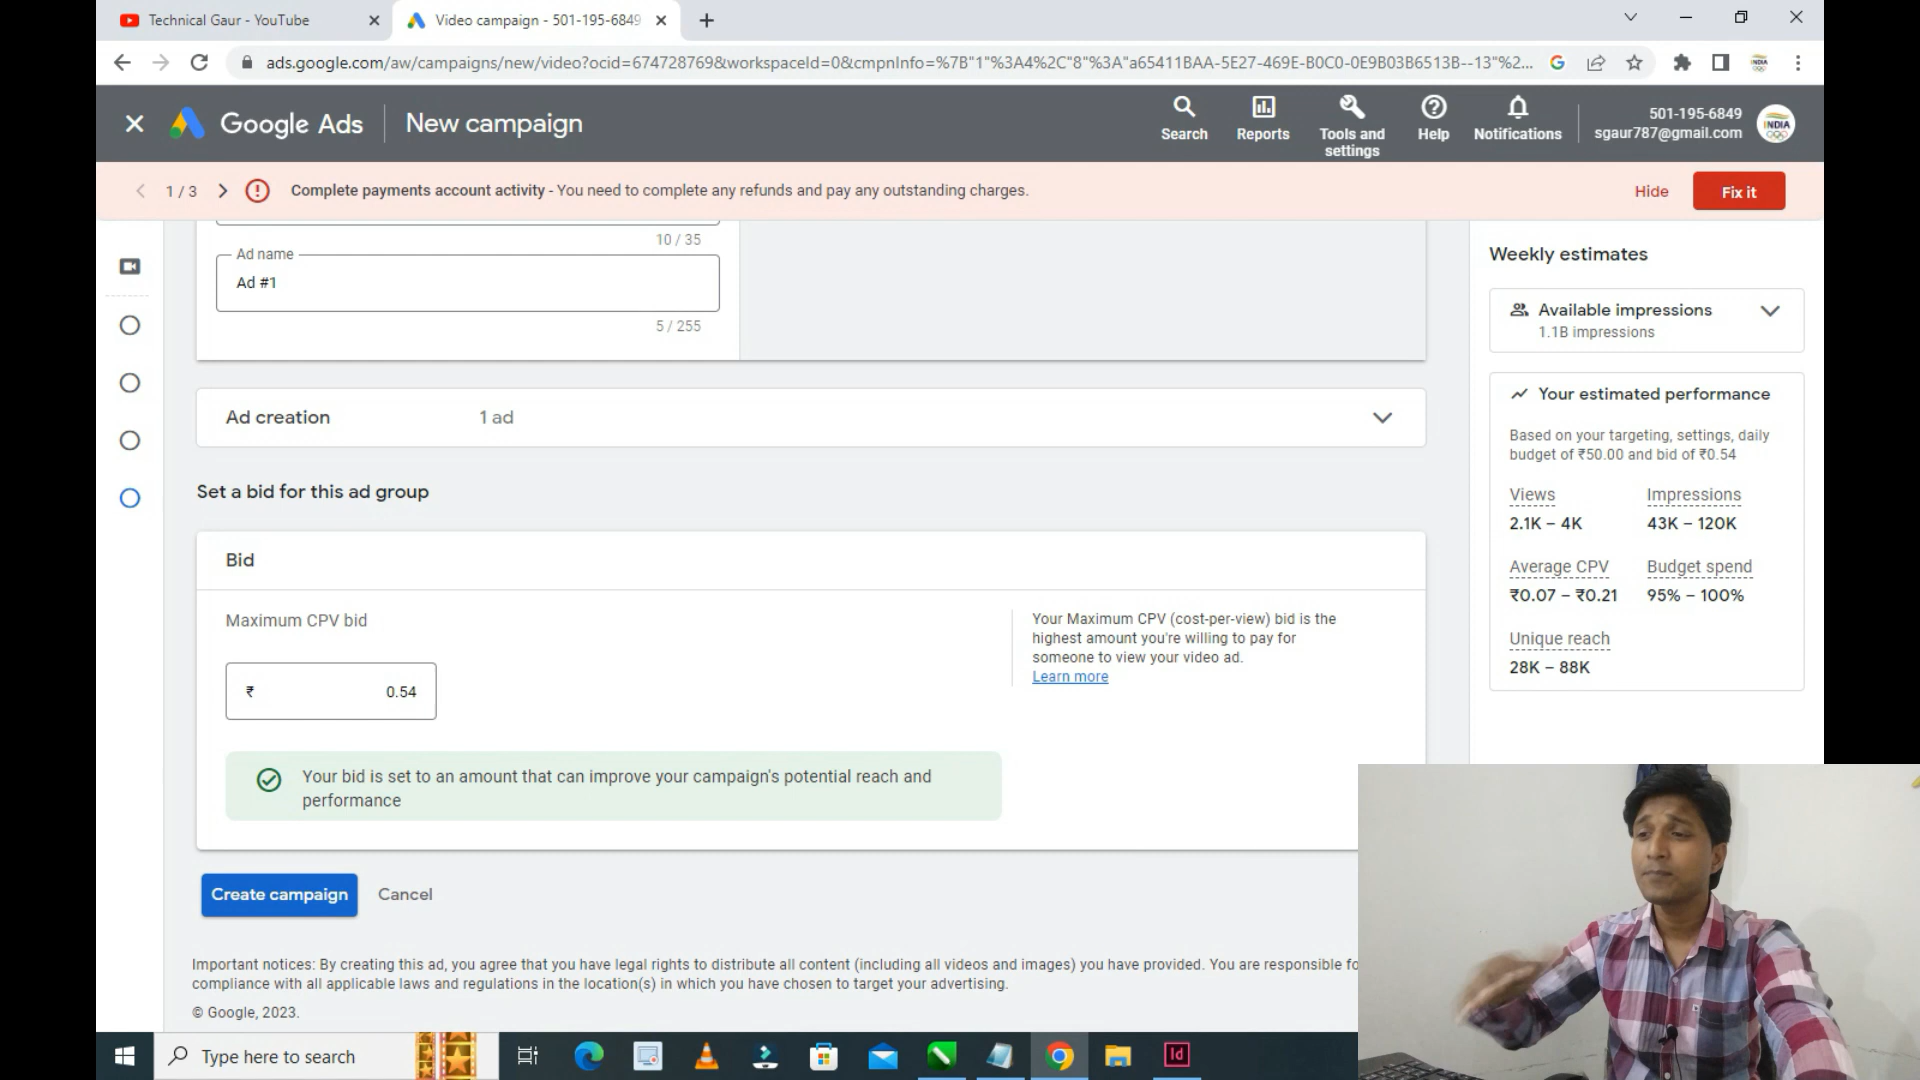 Technical Gaur - YouTube
Video campaign - 501-195-6849
ads.google.com/aw/campaigns/new/video?ocid=674728769&workspaceId=0&cmpnInfo=%7B"1"%3A4%2C"8"%3A"a65411BAA-5E27-469E-B0C0-0E9B03B6513B--13"%2...
Google Ads
New campaign
Search
Reports
Tools and
settings
Help
Notifications
501-195-6849
sgaur787@gmail.com
INDIA
1 / 3
Complete payments account activity - You need to complete any refunds and pay any outstanding charges.
Hide
Fix it
10 / 35
Ad name
Ad #1
5 / 255
Ad creation
1 ad
Set a bid for this ad group
Bid
Maximum CPV bid
₹ 0.54
Your Maximum CPV (cost-per-view) bid is the
highest amount you're willing to pay for
someone to view your video ad.
Learn more
Your bid is set to an amount that can improve your campaign's potential reach and
performance
Create campaign
Cancel
Important notices: By creating this ad, you agree that you have legal rights to distribute all content (including all videos and images) you have provided. You are responsible fo
compliance with all applicable laws and regulations in the location(s) in which you have chosen to target your advertising.
© Google, 2023.
Weekly estimates
Available impressions
1.1B impressions
Your estimated performance
Based on your targeting, settings, daily
budget of ₹50.00 and bid of ₹0.54
Views
Impressions
2.1K – 4K
43K – 120K
Average CPV
Budget spend
₹0.07 – ₹0.21
95% – 100%
Unique reach
28K – 88K
Type here to search
Id